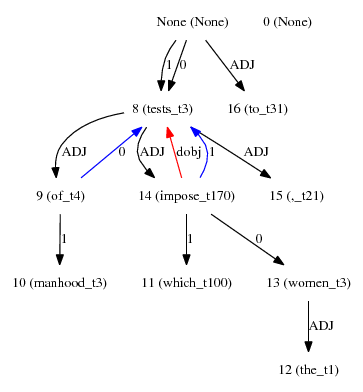 None (None) 0 (None)
1 0 ADJ
8 (tests_t3) 16 (to_t31)
ADJ 0 ADJ dobj 1 ADJ
9 (of_t4) 14 (impose_t170) 15 (,_t21)
1 1 0
10 (manhood_t3) 11 (which_t100) 13 (women_t3)
ADJ
12 (the_t1)